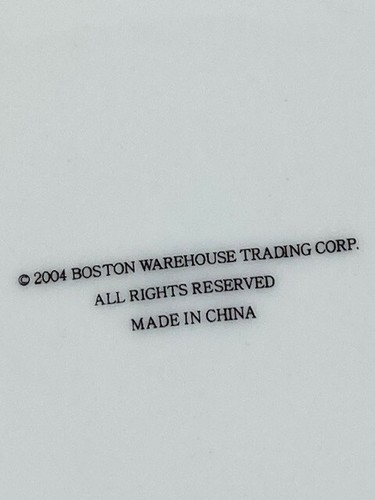 © 2004 BOSTON WAREHOUSE TRADING CORP.
ALL RIGHTS RESERVED
MADE IN CHINA